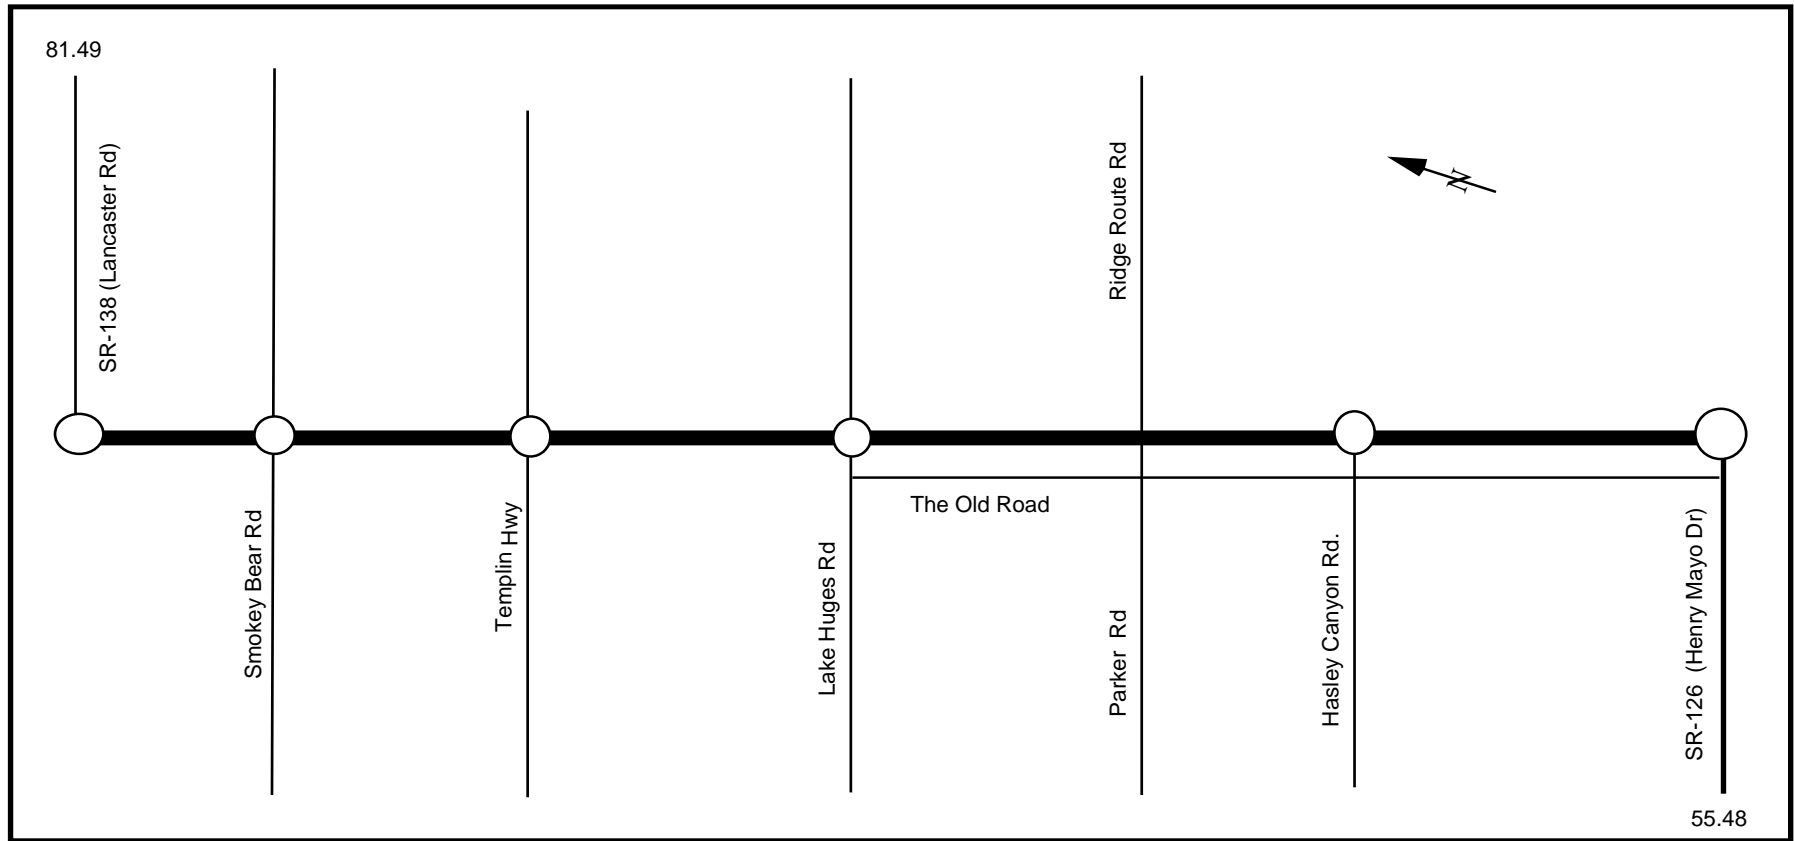 81.49
SR-138 (Lancaster Rd)
Ridge Route Rd
N
The Old Road
Smokey Bear Rd
Templin Hwy
Lake Huges Rd
Parker Rd
Hasley Canyon Rd.
SR-126 (Henry Mayo Dr)
55.48